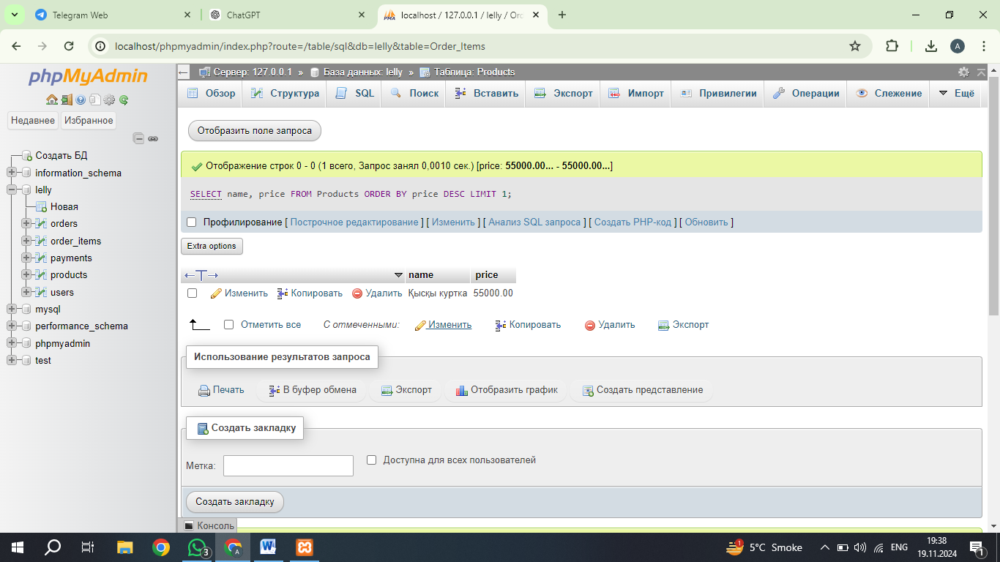 Telegram Web
ChatGPT
localhost / 127.0.0.1 / lelly / Ord
localhost/phpmyadmin/index.php?route=/table/sql&db=lelly&table=Order_Items
A
phpMyAdmin
Недавнее Избранное
Создать БД
information_schema
lelly
Новая
orders
order_items
payments
products
users
mysql
performance_schema
phpmyadmin
test
Сервер: 127.0.0.1 » База данных: lelly » Таблица: Products
Обзор Структура SQL Поиск Вставить Экспорт Импорт Привилегии Операции Слежение Ещё
Отобразить поле запроса
Отображение строк 0 - 0 (1 всего, Запрос занял 0,0010 сек.) [price: 55000.00... - 55000.00...]
SELECT name, price FROM Products ORDER BY price DESC LIMIT 1;
Профилирование [ Построчное редактирование ] [ Изменить ] [ Анализ SQL запроса ] [ Создать PHP-код ] [ Обновить ]
Extra options
←T→ name price
Изменить Копировать Удалить Қысқы куртка 55000.00
Отметить все С отмеченными: Изменить Копировать Удалить Экспорт
Использование результатов запроса
Печать В буфер обмена Экспорт Отобразить график Создать представление
Создать закладку
Метка: Доступна для всех пользователей
Создать закладку
Консоль
3
A
W
1
5°C Smoke
ENG
19:38
19.11.2024
1